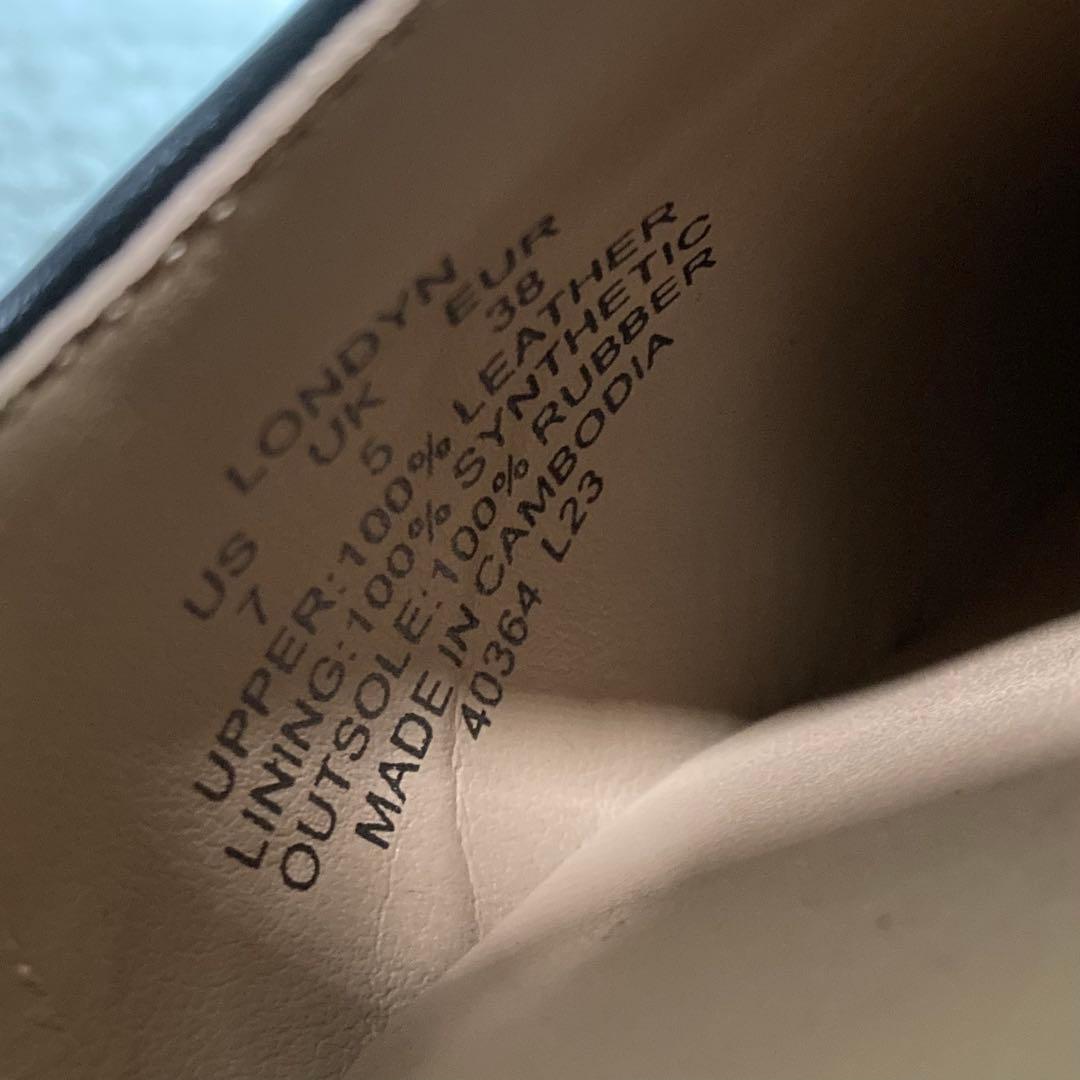 LONDYN
US UK EUR
7 5 38
UPPER:100% LEATHER
LINING:100% SYNTHETIC
OUTSOLE:100% RUBBER
MADE IN CAMBODIA
40364 L23